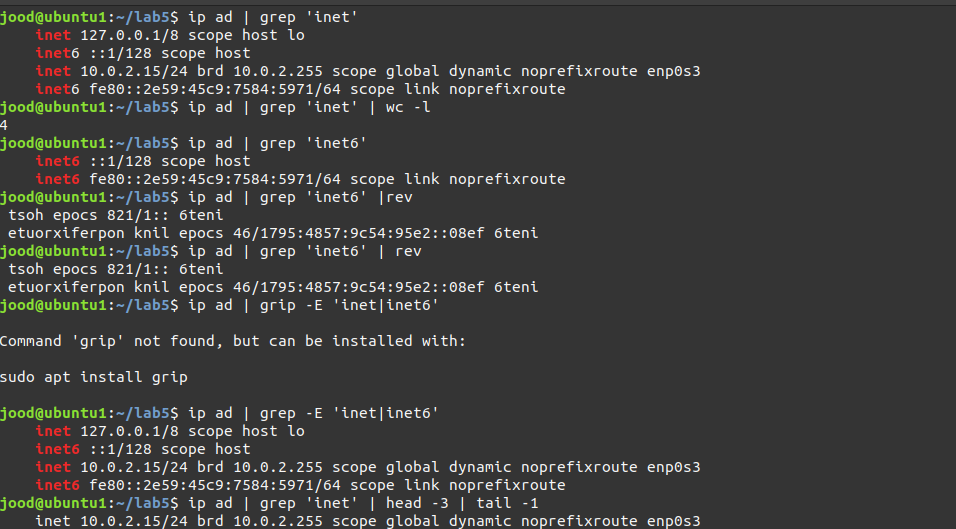 jood@ubuntu1:~/lab5$ ip ad | grep 'inet'
    inet 127.0.0.1/8 scope host lo
    inet6 ::1/128 scope host
    inet 10.0.2.15/24 brd 10.0.2.255 scope global dynamic noprefixroute enp0s3
    inet6 fe80::2e59:45c9:7584:5971/64 scope link noprefixroute
jood@ubuntu1:~/lab5$ ip ad | grep 'inet' | wc -l
4
jood@ubuntu1:~/lab5$ ip ad | grep 'inet6'
    inet6 ::1/128 scope host
    inet6 fe80::2e59:45c9:7584:5971/64 scope link noprefixroute
jood@ubuntu1:~/lab5$ ip ad | grep 'inet6' |rev
 tsoh epocs 821/1:: 6teni
 etuorxiferpon knil epocs 46/1795:4857:9c54:95e2::08ef 6teni
jood@ubuntu1:~/lab5$ ip ad | grep 'inet6' | rev
 tsoh epocs 821/1:: 6teni
 etuorxiferpon knil epocs 46/1795:4857:9c54:95e2::08ef 6teni
jood@ubuntu1:~/lab5$ ip ad | grip -E 'inet|inet6'
Command 'grip' not found, but can be installed with:
sudo apt install grip
jood@ubuntu1:~/lab5$ ip ad | grep -E 'inet|inet6'
    inet 127.0.0.1/8 scope host lo
    inet6 ::1/128 scope host
    inet 10.0.2.15/24 brd 10.0.2.255 scope global dynamic noprefixroute enp0s3
    inet6 fe80::2e59:45c9:7584:5971/64 scope link noprefixroute
jood@ubuntu1:~/lab5$ ip ad | grep 'inet' | head -3 | tail -1
    inet 10.0.2.15/24 brd 10.0.2.255 scope global dynamic noprefixroute enp0s3